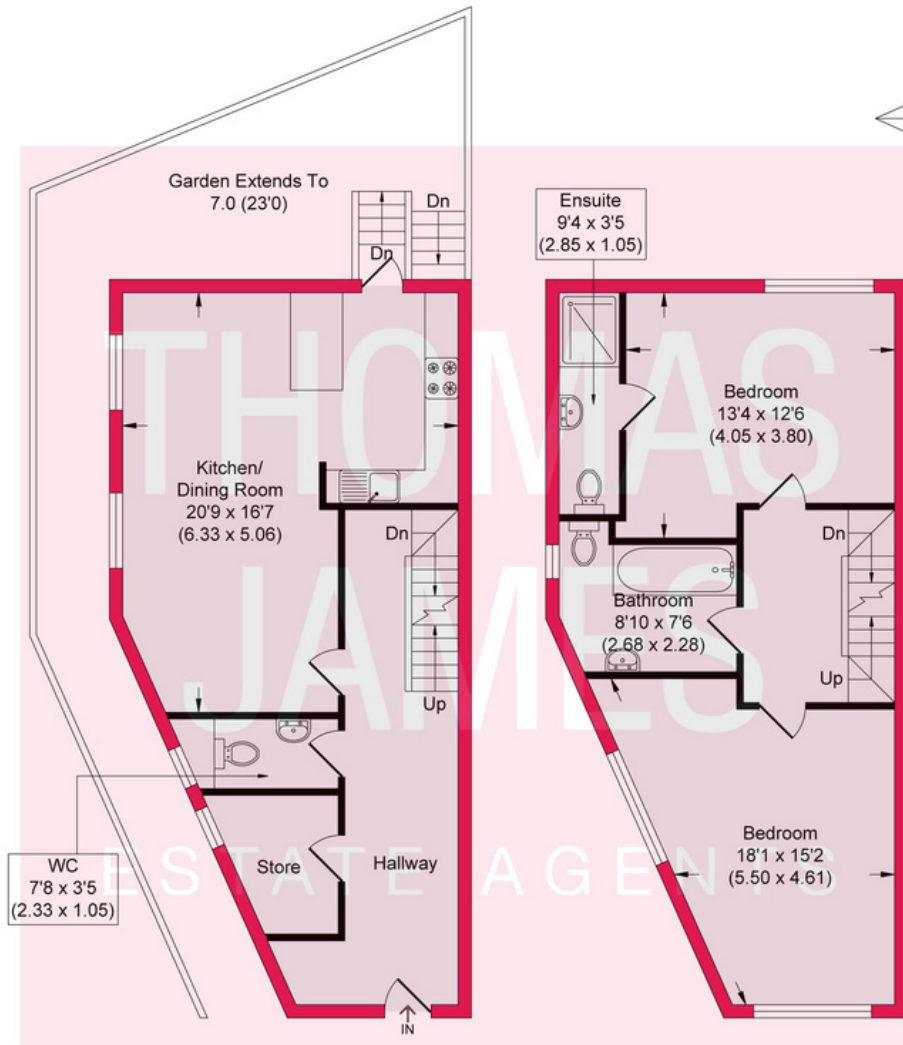 Garden Extends To
7.0 (23'0)
Dn
Dn
Ensuite
9'4 x 3'5
(2.85 x 1.05)
THOMAS
JAMES
ESTATE AGENTS
Kitchen/
Dining Room
20'9 x 16'7
(6.33 x 5.06)
Dn
Up
WC
7'8 x 3'5
(2.33 x 1.05)
Store
Hallway
IN
Bedroom
13'4 x 12'6
(4.05 x 3.80)
Dn
Up
Bathroom
8'10 x 7'6
(2.68 x 2.28)
Bedroom
18'1 x 15'2
(5.50 x 4.61)